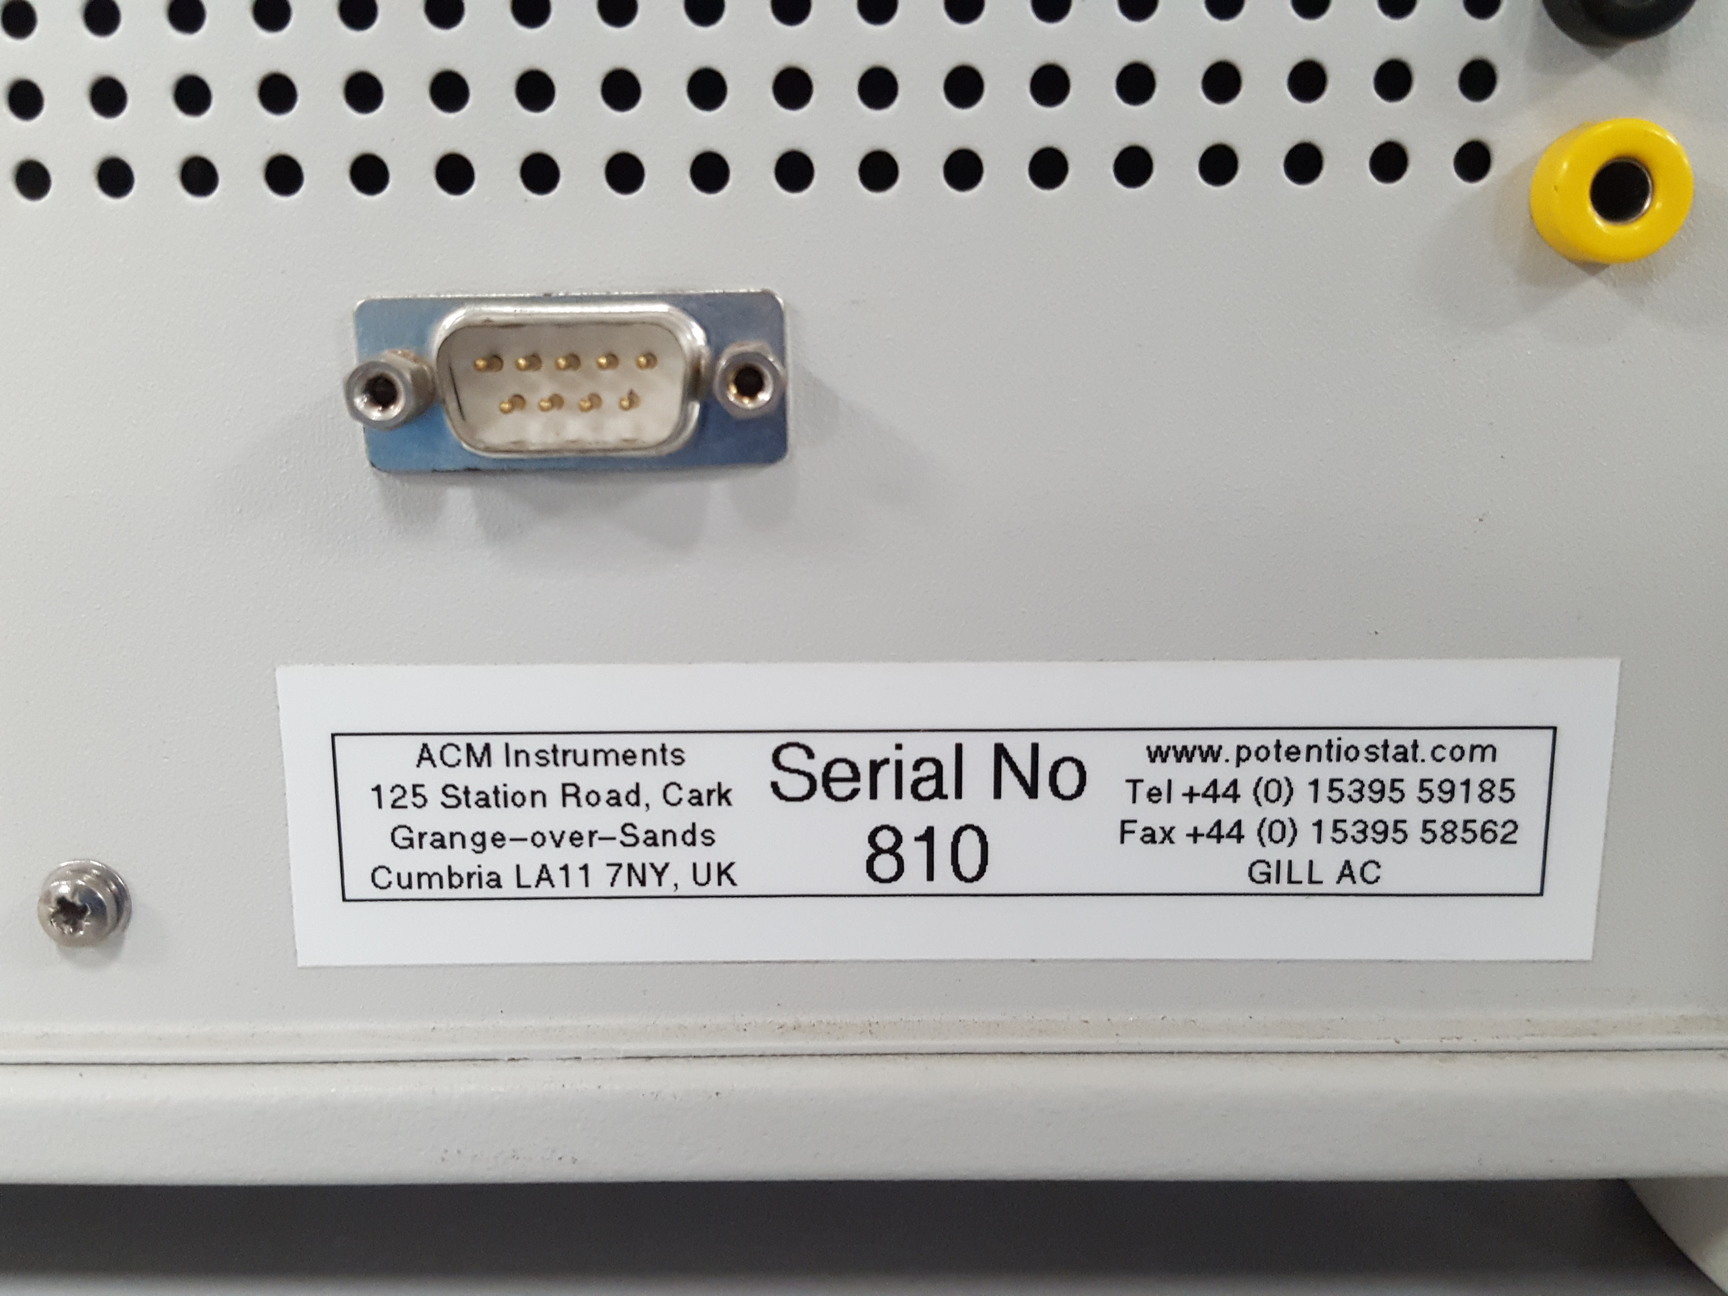 ACM Instruments
125 Station Road, Cark
Grange-over-Sands
Cumbria LA11 7NY, UK
Serial No
810
www.potentiostat.com
Tel +44 (0) 15395 59185
Fax +44 (0) 15395 58562
GILL AC